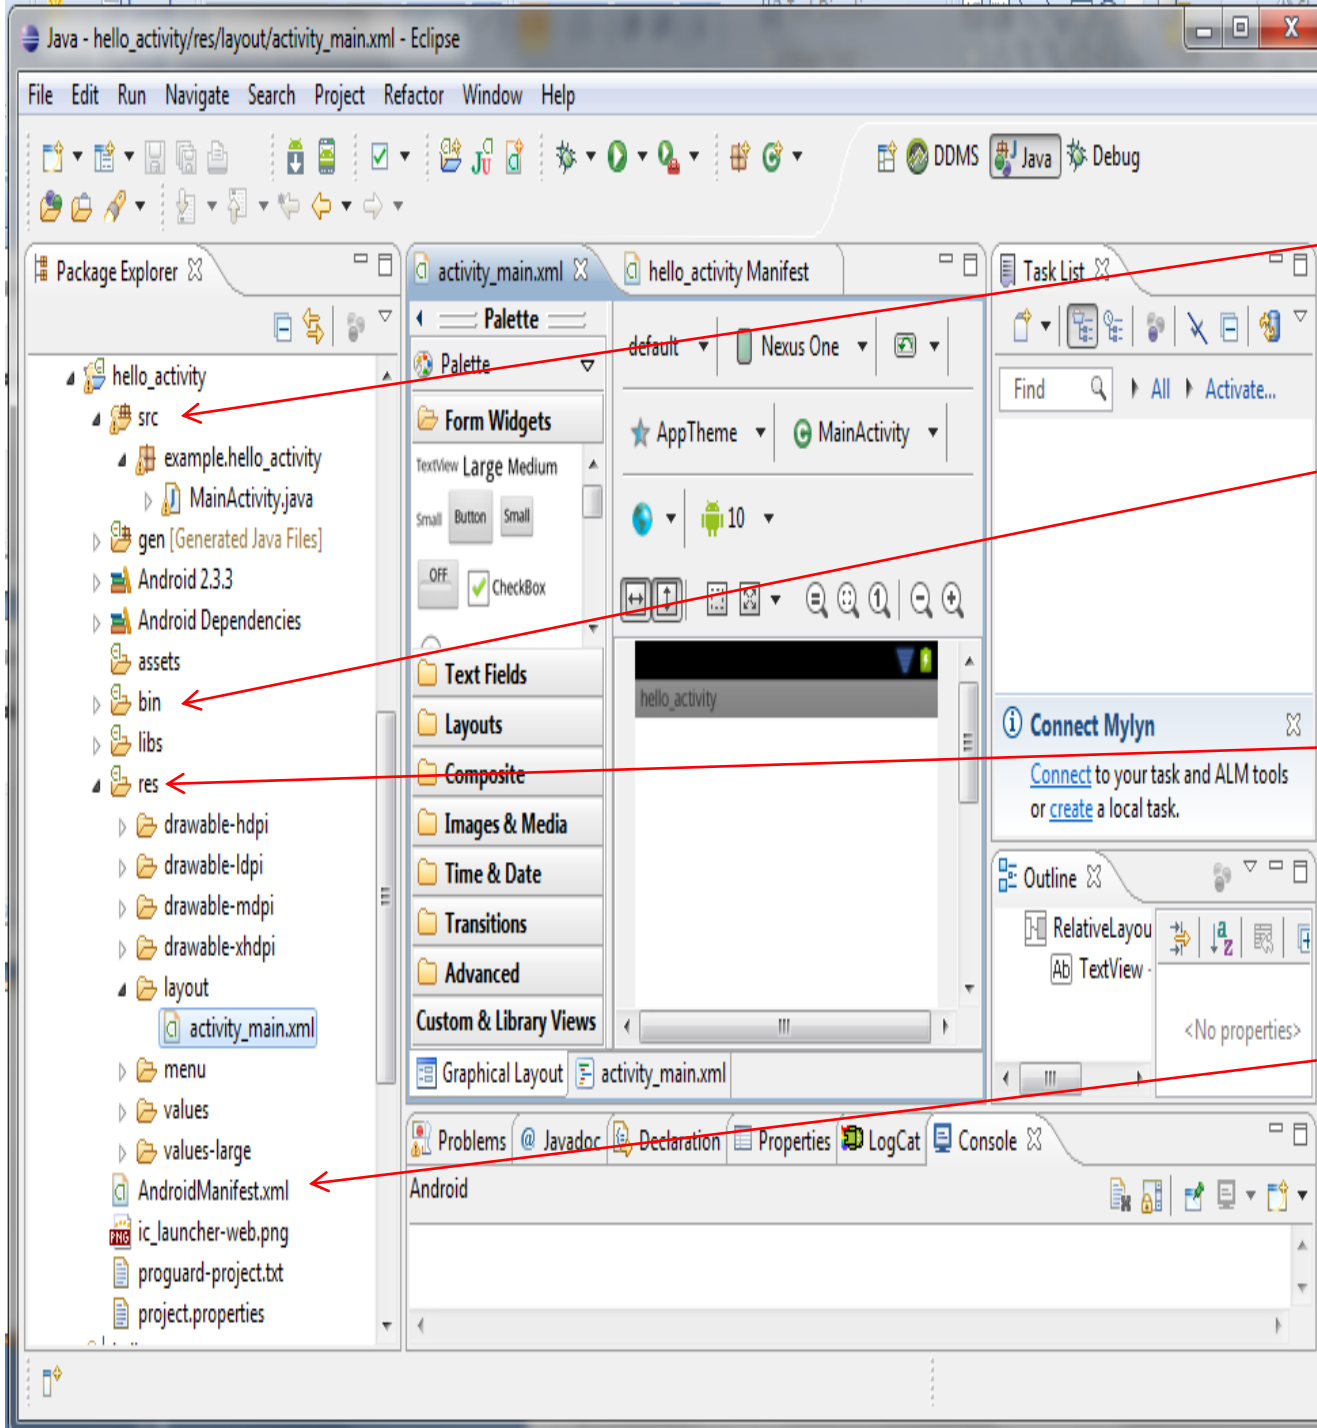 Java - hello_activity/res/layout/activity_main.xml - Eclipse
File Edit Run Navigate Search Project Refactor Window Help
DDMS Java Debug
Package Explorer
hello_activity
src
example.hello_activity
MainActivity.java
gen [Generated Java Files]
Android 2.3.3
Android Dependencies
assets
bin
libs
res
drawable-hdpi
drawable-ldpi
drawable-mdpi
drawable-xhdpi
layout
activity_main.xml
menu
values
values-large
AndroidManifest.xml
ic_launcher-web.png
proguard-project.txt
project.properties
activity_main.xml hello_activity Manifest
Palette
Palette
Form Widgets
TextView Large Medium
Small Button Small
OFF CheckBox
Text Fields
Layouts
Composite
Images & Media
Time & Date
Transitions
Advanced
Custom & Library Views
default Nexus One
AppTheme MainActivity
10
hello_activity
Graphical Layout activity_main.xml
Task List
Find All Activate...
Connect Mylyn
Connect to your task and ALM tools
or create a local task.
Outline
RelativeLayou
Ab TextView -
<No properties>
Problems @ Javadoc Declaration Properties LogCat Console
Android